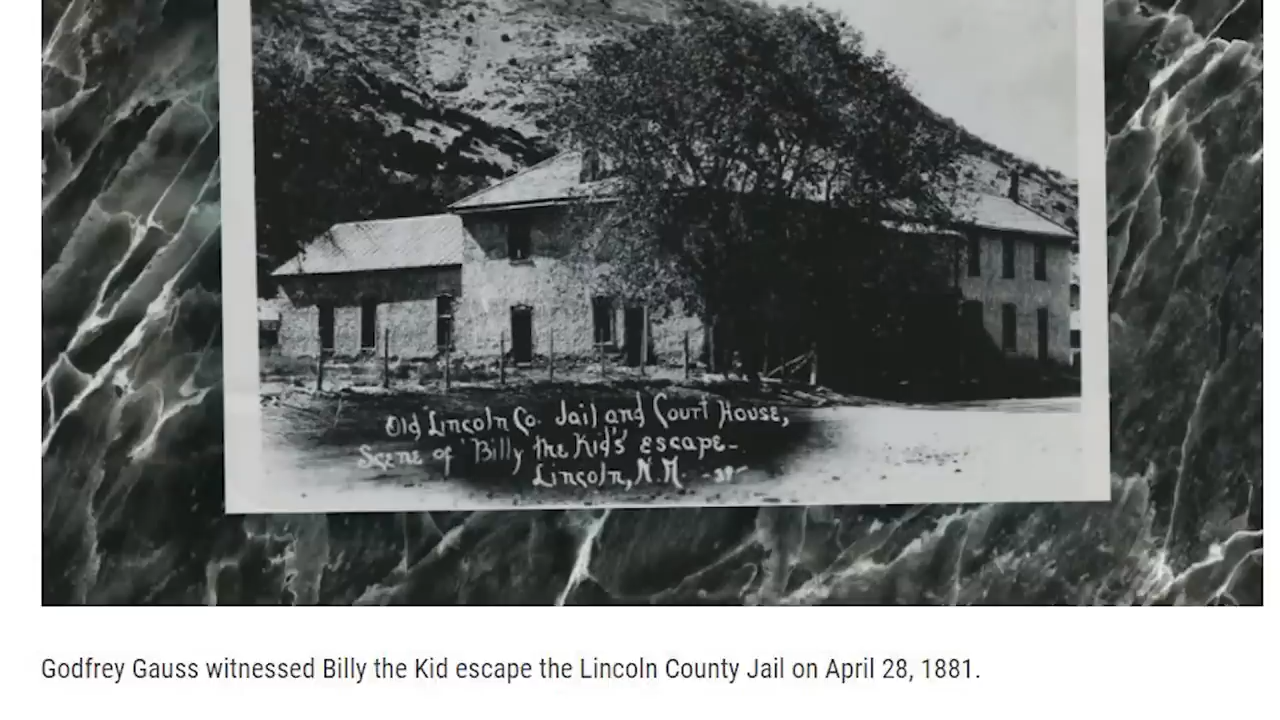 Old Lincoln Co. Jail and Court House,
Scene of 'Billy the Kid's' escape-
Lincoln, N.M. -39-
Godfrey Gauss witnessed Billy the Kid escape the Lincoln County Jail on April 28, 1881.